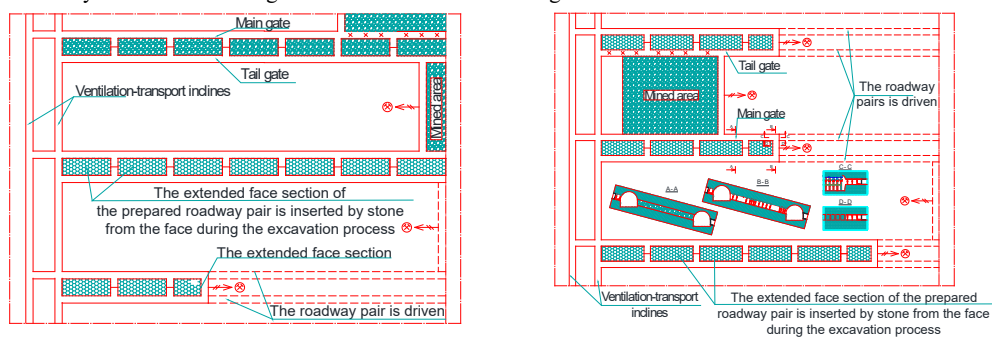 Main gate
Tail gate
Ventilation-transport inclines
Mined area
The extended face section of
the prepared roadway pair is inserted by stone
from the face during the excavation process
The extended face section
The roadway pair is driven
Tail gate
Mined area
The roadway
pairs is driven
Main gate
A-A
B-B
C-C
D-D
Ventilation-transport
inclines
The extended face section of the prepared
roadway pair is inserted by stone from the face
during the excavation process